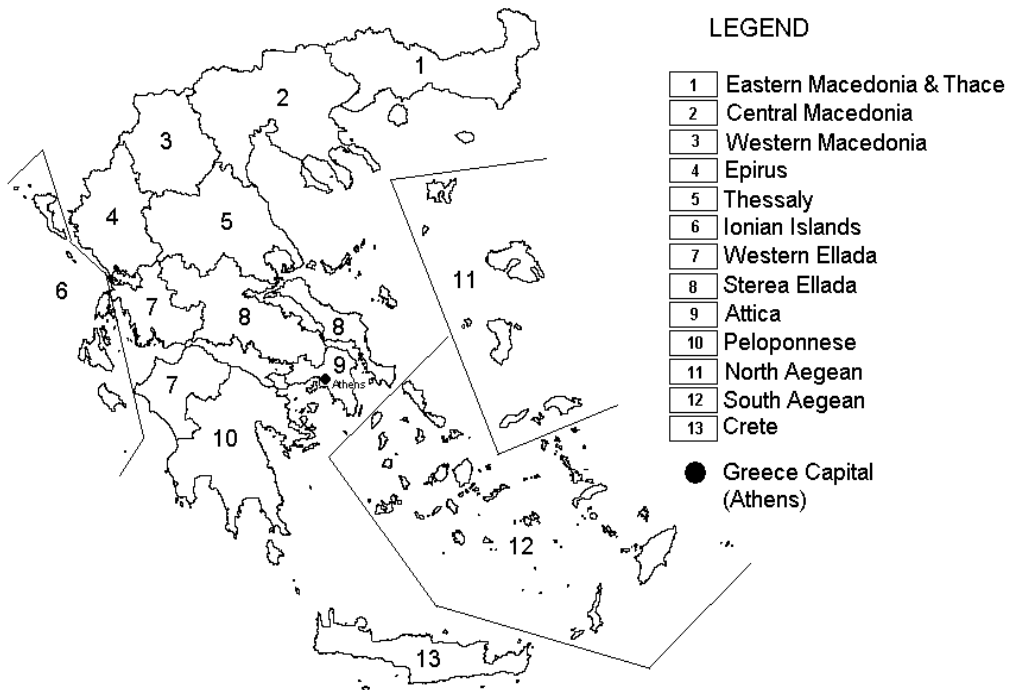 LEGEND
1 Eastern Macedonia & Thace
2 Central Macedonia
3 Western Macedonia
4 Epirus
5 Thessaly
6 Ionian Islands
7 Western Ellada
8 Sterea Ellada
9 Attica
10 Peloponnese
11 North Aegean
12 South Aegean
13 Crete
Greece Capital
(Athens)
1
2
3
4
5
6
7
8
8
9
Athens
7
10
11
12
13